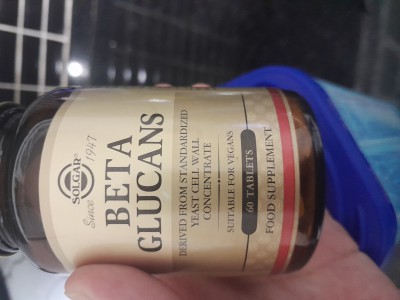 SOLGAR®
Since 1947
BETA
GLUCANS
DERIVED FROM STANDARDIZED
YEAST CELL WALL
CONCENTRATE
SUITABLE FOR VEGANS
60 TABLETS
FOOD SUPPLEMENT